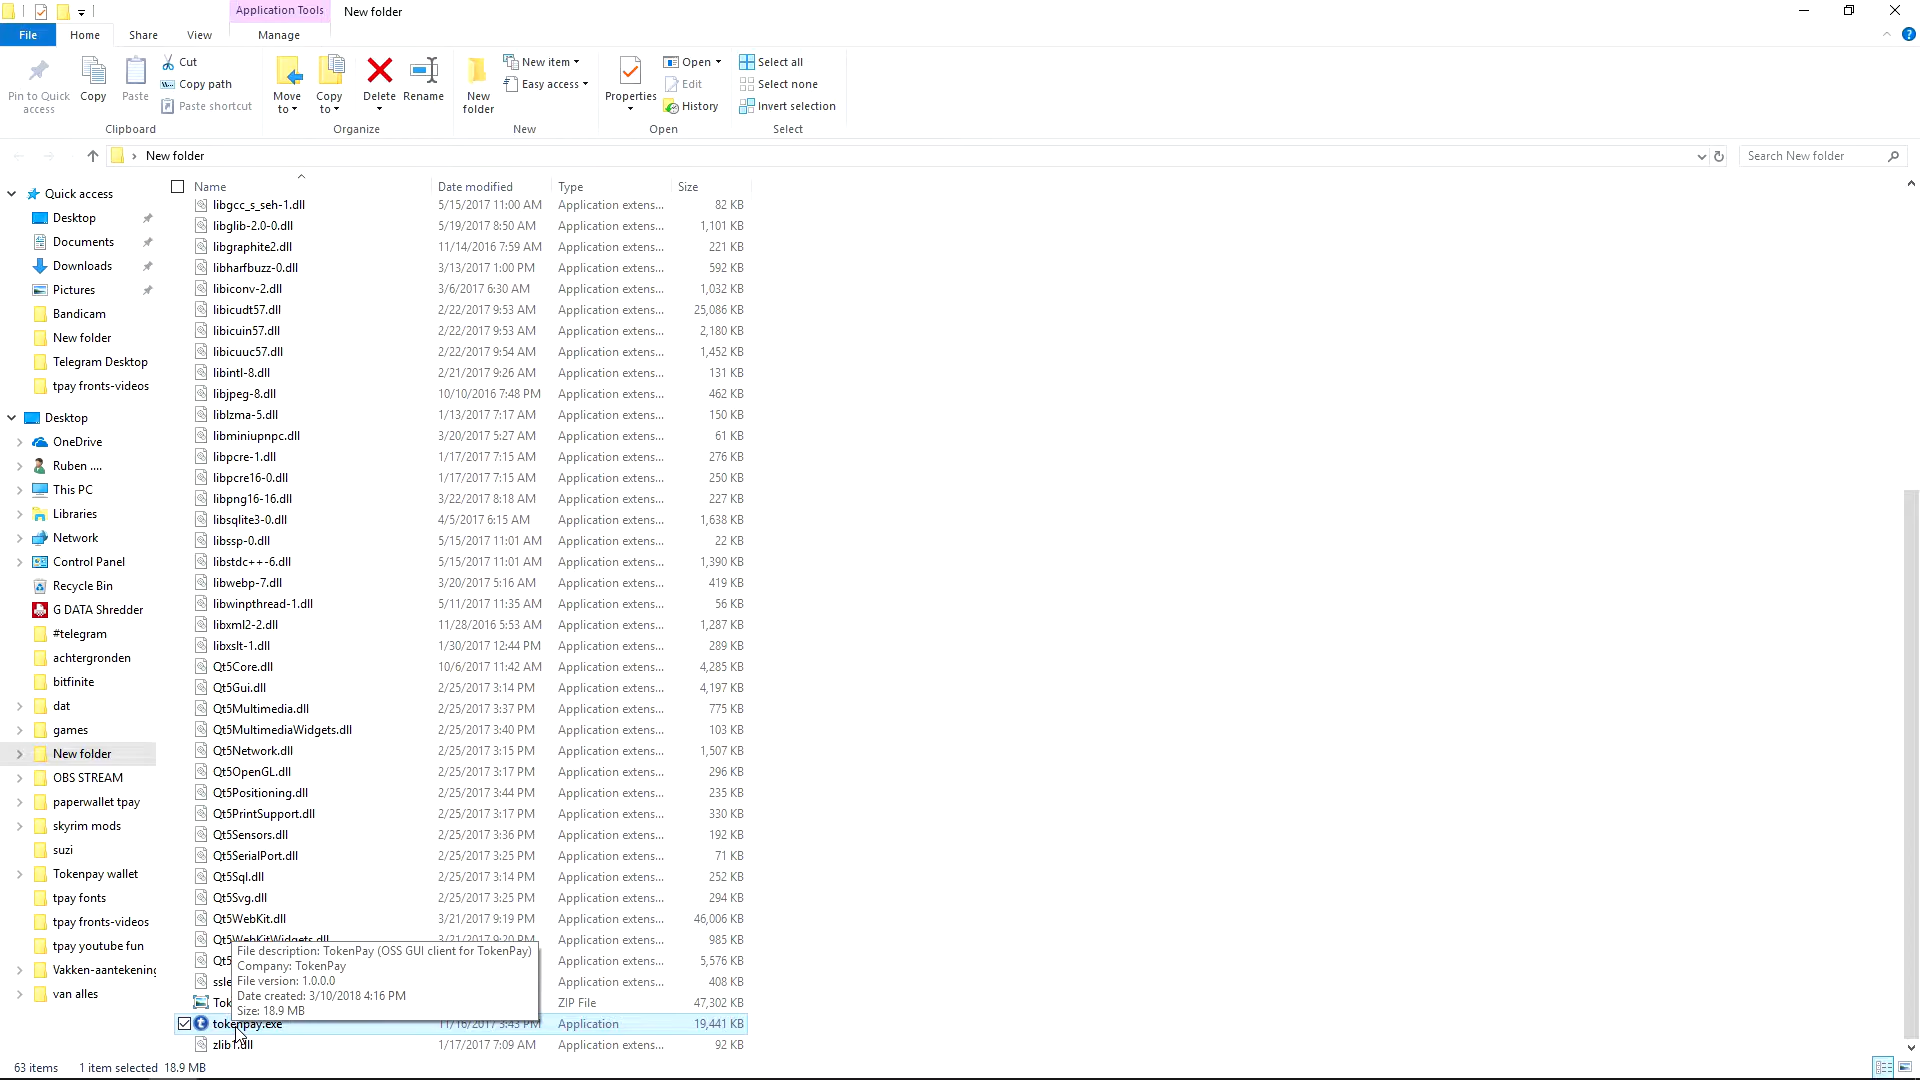 Application Tools New folder
File Home Share View Manage
Pin to Quick access
Copy
Paste
Cut
Copy path
Paste shortcut
Clipboard
Move to
Copy to
Delete
Rename
Organize
New folder
New item
Easy access
New
Properties
Open
Edit
History
Open
Select all
Select none
Invert selection
Select
New folder
Search New folder
Quick access
Desktop
Documents
Downloads
Pictures
Bandicam
New folder
Telegram Desktop
tpay fronts-videos
Desktop
OneDrive
Ruben ....
This PC
Libraries
Network
Control Panel
Recycle Bin
G DATA Shredder
#telegram
achtergronden
bitfinite
dat
games
New folder
OBS STREAM
paperwallet tpay
skyrim mods
suzi
Tokenpay wallet
tpay fonts
tpay fronts-videos
tpay youtube fun
Vakken-aantekening
van alles
Name Date modified Type Size
libgcc_s_seh-1.dll 5/15/2017 11:00 AM Application extens... 82 KB
libglib-2.0-0.dll 5/19/2017 8:50 AM Application extens... 1,101 KB
libgraphite2.dll 11/14/2016 7:59 AM Application extens... 221 KB
libharfbuzz-0.dll 3/13/2017 1:00 PM Application extens... 592 KB
libiconv-2.dll 3/6/2017 6:30 AM Application extens... 1,032 KB
libicudt57.dll 2/22/2017 9:53 AM Application extens... 25,086 KB
libicuin57.dll 2/22/2017 9:53 AM Application extens... 2,180 KB
libicuuc57.dll 2/22/2017 9:54 AM Application extens... 1,452 KB
libintl-8.dll 2/21/2017 9:26 AM Application extens... 131 KB
libjpeg-8.dll 10/10/2016 7:48 PM Application extens... 462 KB
liblzma-5.dll 1/13/2017 7:17 AM Application extens... 150 KB
libminiupnpc.dll 3/20/2017 5:27 AM Application extens... 61 KB
libpcre-1.dll 1/17/2017 7:15 AM Application extens... 276 KB
libpcre16-0.dll 1/17/2017 7:15 AM Application extens... 250 KB
libpng16-16.dll 3/22/2017 8:18 AM Application extens... 227 KB
libsqlite3-0.dll 4/5/2017 6:15 AM Application extens... 1,638 KB
libssp-0.dll 5/15/2017 11:01 AM Application extens... 22 KB
libstdc++-6.dll 5/15/2017 11:01 AM Application extens... 1,390 KB
libwebp-7.dll 3/20/2017 5:16 AM Application extens... 419 KB
libwinpthread-1.dll 5/11/2017 11:35 AM Application extens... 56 KB
libxml2-2.dll 11/28/2016 5:53 AM Application extens... 1,287 KB
libxslt-1.dll 1/30/2017 12:44 PM Application extens... 289 KB
Qt5Core.dll 10/6/2017 11:42 AM Application extens... 4,285 KB
Qt5Gui.dll 2/25/2017 3:14 PM Application extens... 4,197 KB
Qt5Multimedia.dll 2/25/2017 3:37 PM Application extens... 775 KB
Qt5MultimediaWidgets.dll 2/25/2017 3:40 PM Application extens... 103 KB
Qt5Network.dll 2/25/2017 3:15 PM Application extens... 1,507 KB
Qt5OpenGL.dll 2/25/2017 3:17 PM Application extens... 296 KB
Qt5Positioning.dll 2/25/2017 3:44 PM Application extens... 235 KB
Qt5PrintSupport.dll 2/25/2017 3:17 PM Application extens... 330 KB
Qt5Sensors.dll 2/25/2017 3:36 PM Application extens... 192 KB
Qt5SerialPort.dll 2/25/2017 3:25 PM Application extens... 71 KB
Qt5Sql.dll 2/25/2017 3:14 PM Application extens... 252 KB
Qt5Svg.dll 2/25/2017 3:25 PM Application extens... 294 KB
Qt5WebKit.dll 3/21/2017 9:19 PM Application extens... 46,006 KB
Qt5WebKitWidgets.dll 3/21/2017 9:20 PM Application extens... 985 KB
Qt5 Application extens... 5,576 KB
ssle Application extens... 408 KB
Tok ZIP File 47,302 KB
tokenpay.exe 11/16/2017 3:43 PM Application 19,441 KB
zlib1.dll 1/17/2017 7:09 AM Application extens... 92 KB
File description: TokenPay (OSS GUI client for TokenPay)
Company: TokenPay
File version: 1.0.0.0
Date created: 3/10/2018 4:16 PM
Size: 18.9 MB
63 items 1 item selected 18.9 MB